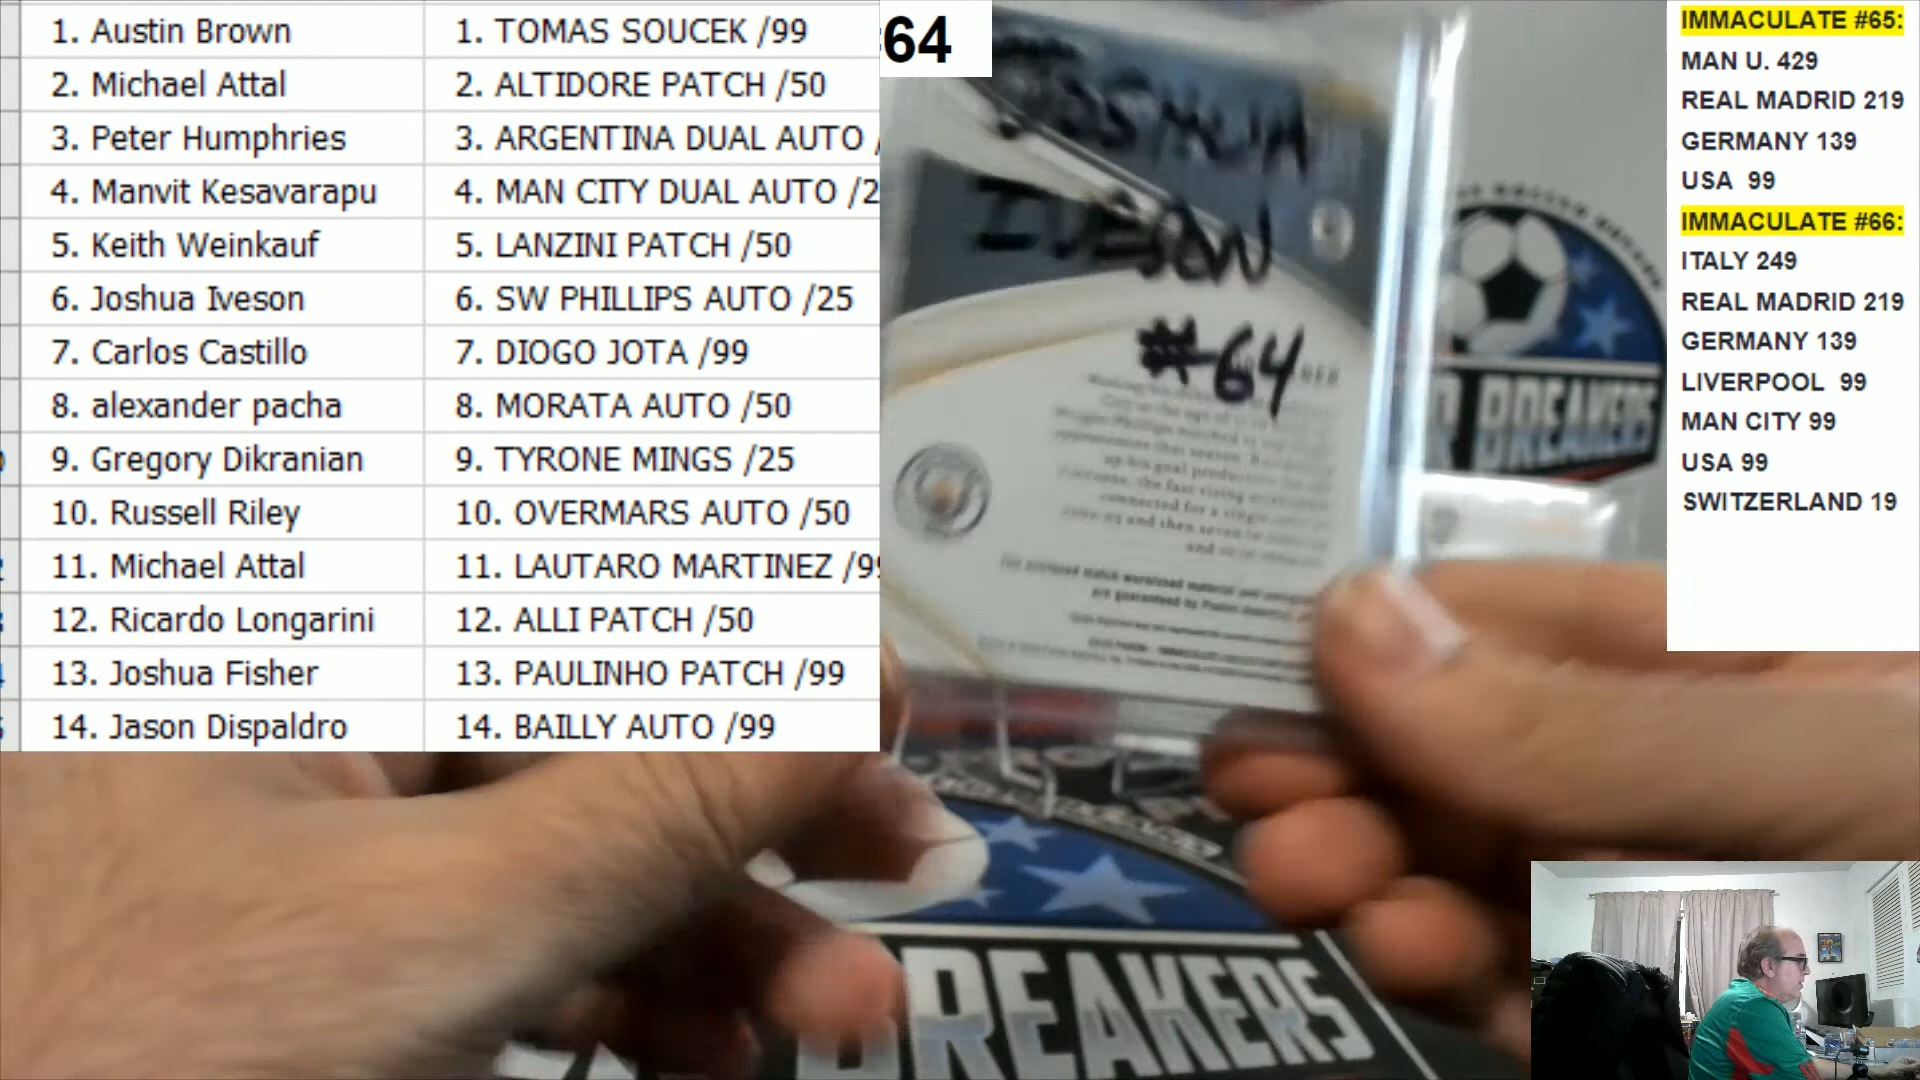 1. Austin Brown
2. Michael Attal
3. Peter Humphries
4. Manvit Kesavarapu
5. Keith Weinkauf
6. Joshua Iveson
7. Carlos Castillo
8. alexander pacha
9. Gregory Dikranian
10. Russell Riley
11. Michael Attal
12. Ricardo Longarini
13. Joshua Fisher
14. Jason Dispaldro
1. TOMAS SOUCEK /99
2. ALTIDORE PATCH /50
3. ARGENTINA DUAL AUTO /
4. MAN CITY DUAL AUTO /2
5. LANZINI PATCH /50
6. SW PHILLIPS AUTO /25
7. DIOGO JOTA /99
8. MORATA AUTO /50
9. TYRONE MINGS /25
10. OVERMARS AUTO /50
11. LAUTARO MARTINEZ /99
12. ALLI PATCH /50
13. PAULINHO PATCH /99
14. BAILLY AUTO /99
64
JOSHUA
IVESON
#64
BREAKERS
BREAKERS
IMMACULATE #65:
MAN U. 429
REAL MADRID 219
GERMANY 139
USA 99
IMMACULATE #66:
ITALY 249
REAL MADRID 219
GERMANY 139
LIVERPOOL 99
MAN CITY 99
USA 99
SWITZERLAND 19